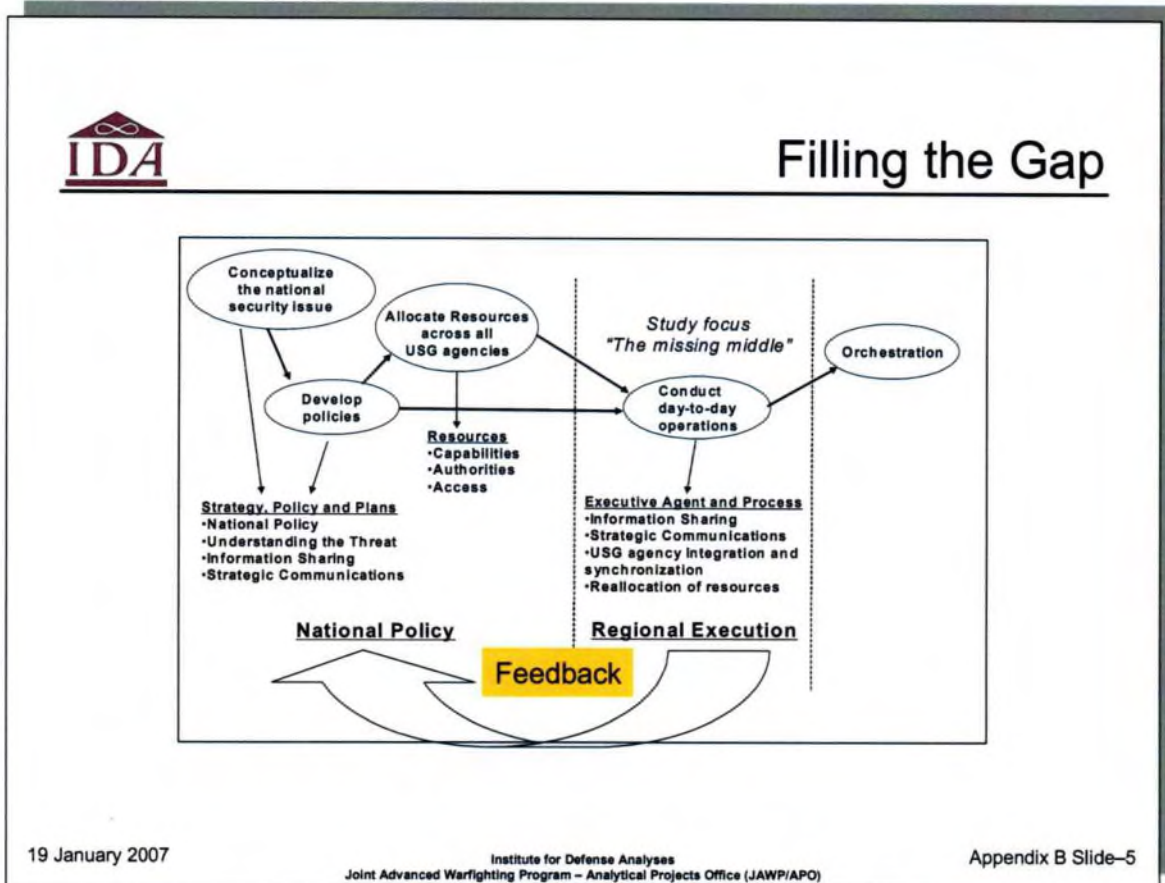 IDA
Filling the Gap
Conceptualize
the national
security issue
Allocate Resources
across all
USG agencies
Study focus
"The missing middle"
Orchestration
Develop
policies
Conduct
day-to-day
operations
Resources
•Capabilities
•Authorities
•Access
Strategy, Policy and Plans
•National Policy
•Understanding the Threat
•Information Sharing
•Strategic Communications
Executive Agent and Process
•Information Sharing
•Strategic Communications
•USG agency integration and
synchronization
•Reallocation of resources
National Policy
Regional Execution
Feedback
19 January 2007
Institute for Defense Analyses
Joint Advanced Warfighting Program – Analytical Projects Office (JAWP/APO)
Appendix B Slide–5